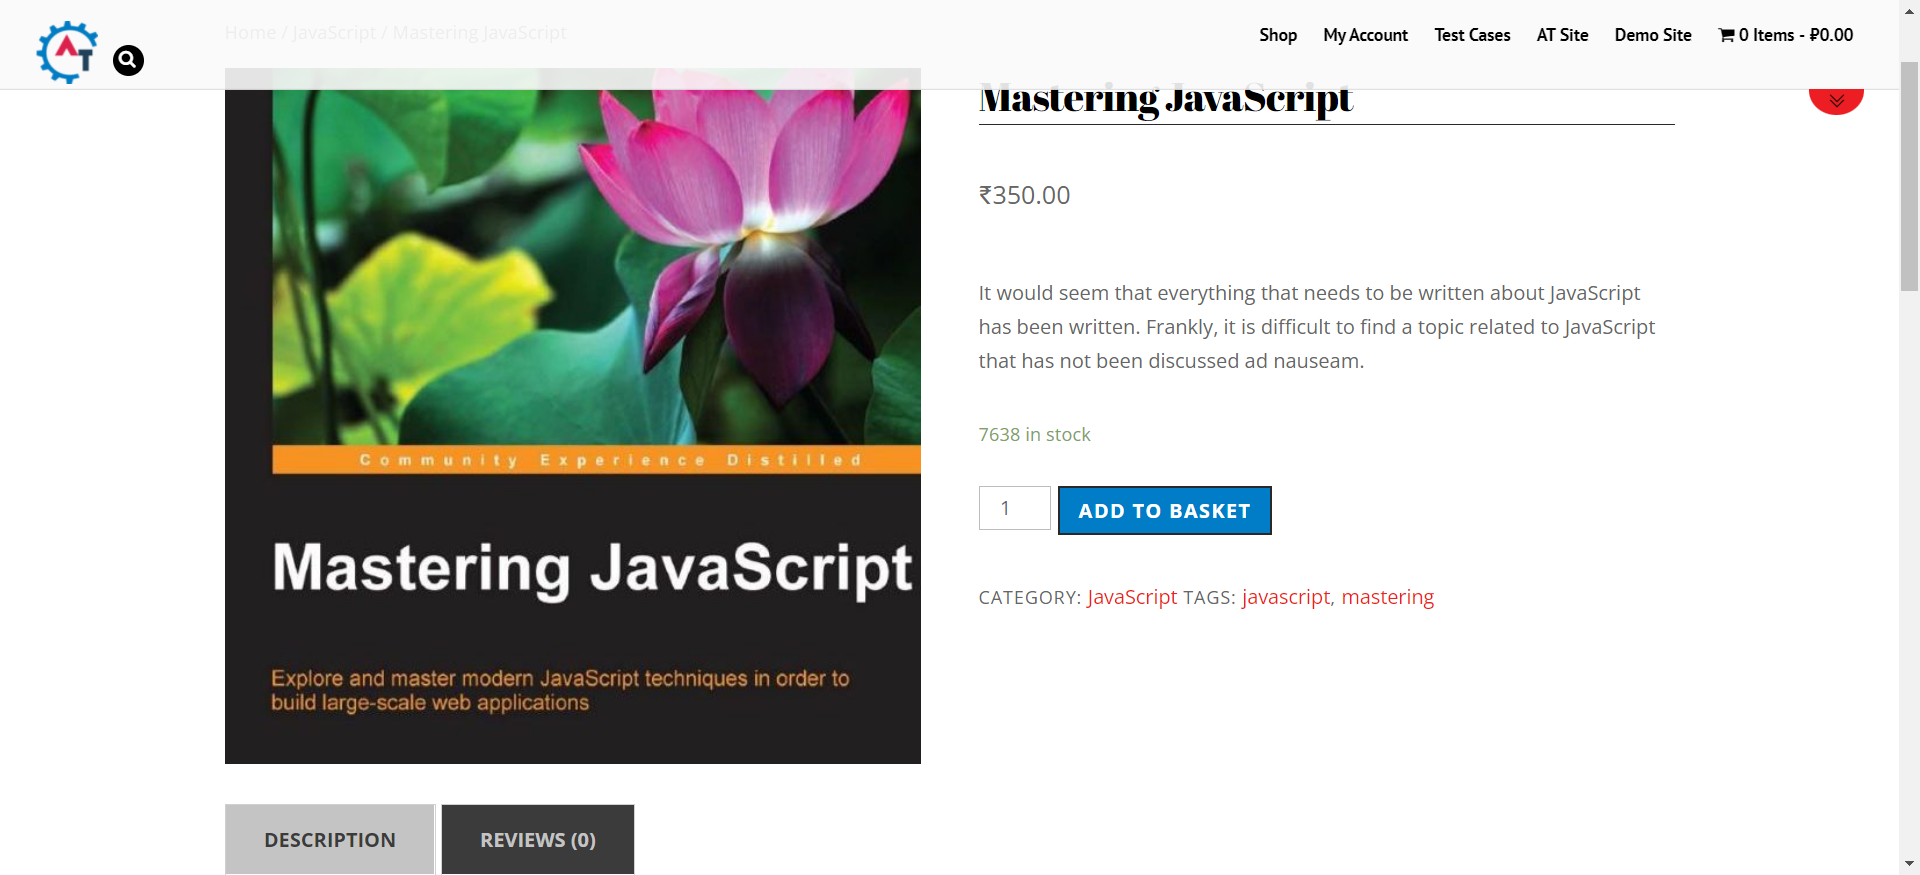 Home / JavaScript / Mastering JavaScript
AT
Shop My Account Test Cases AT Site Demo Site 0 Items - ₽0.00
Mastering JavaScript
₹350.00
It would seem that everything that needs to be written about JavaScript
has been written. Frankly, it is difficult to find a topic related to JavaScript
that has not been discussed ad nauseam.
7638 in stock
1 ADD TO BASKET
CATEGORY: JavaScript TAGS: javascript, mastering
Community Experience Distilled
Mastering JavaScript
Explore and master modern JavaScript techniques in order to
build large-scale web applications
DESCRIPTION REVIEWS (0)